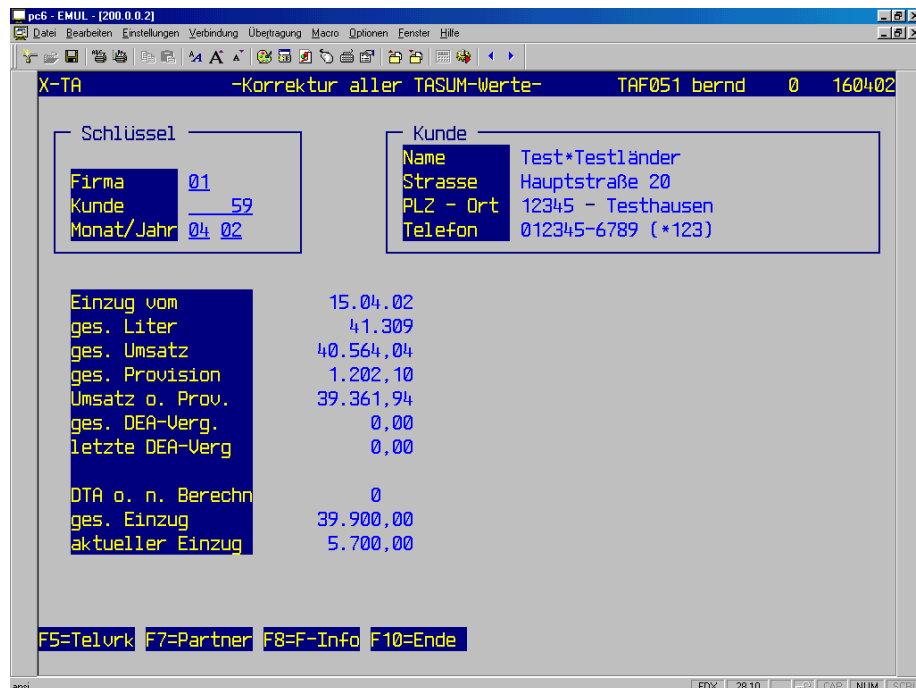 pc6 - EMUL - [200.0.0.2]
Datei Bearbeiten Einstellungen Verbindung Übertragung Macro Optionen Fenster Hilfe
X-TA -Korrektur aller TASUM-Werte- TAF051 bernd 0 160402
Schlüssel
Firma 01
Kunde 59
Monat/Jahr 04 02
Kunde
Name Test*Testländer
Strasse Hauptstraße 20
PLZ - Ort 12345 - Testhausen
Telefon 012345-6789 (*123)
Einzug vom 15.04.02
ges. Liter 41.309
ges. Umsatz 40.564,04
ges. Provision 1.202,10
Umsatz o. Prov. 39.361,94
ges. DEA-Verg. 0,00
letzte DEA-Verg 0,00
DTA o. n. Berechn 0
ges. Einzug 39.900,00
aktueller Einzug 5.700,00
F5=Telvrk F7=Partner F8=F-Info F10=Ende
ansi NUM